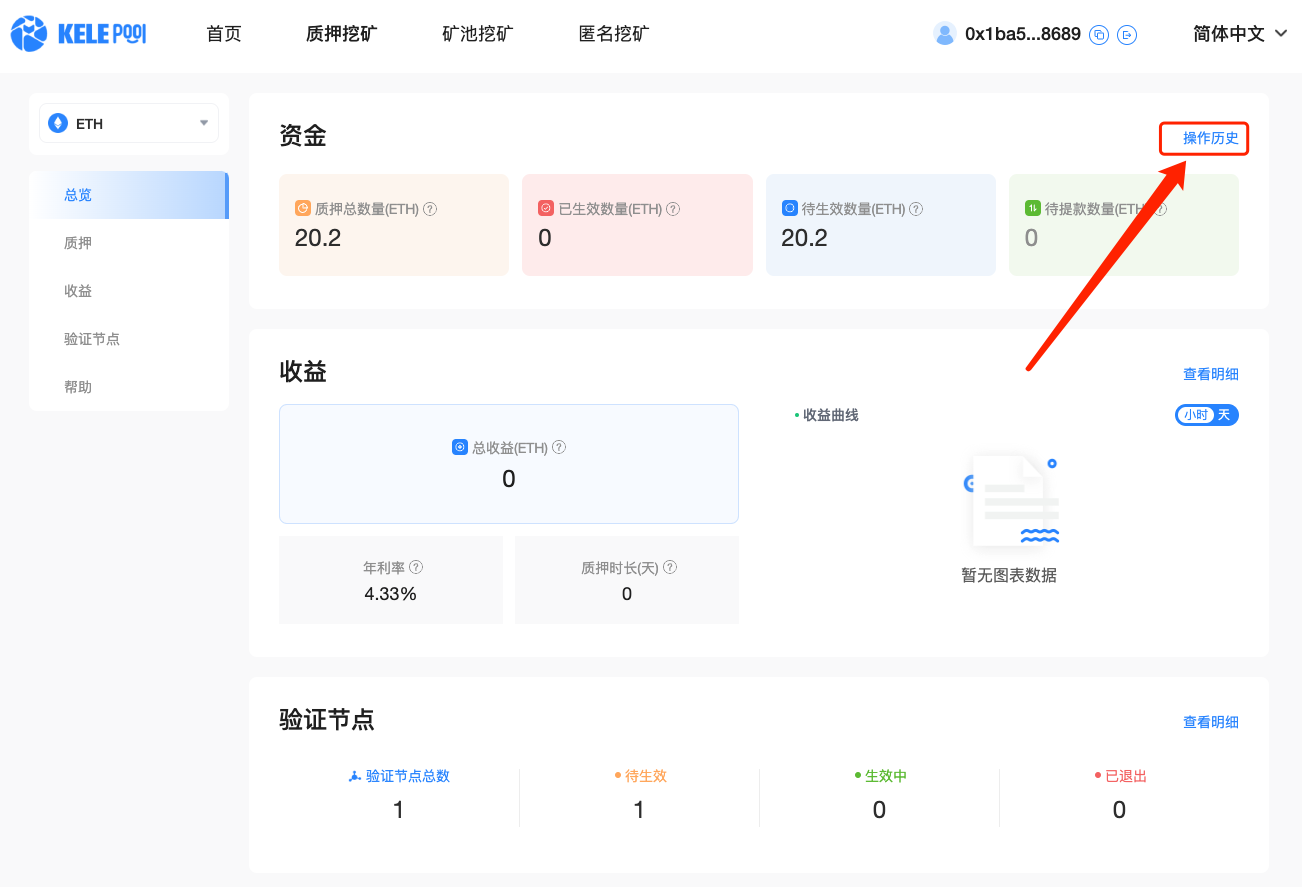 KELE POOl 首页 质押挖矿 矿池挖矿 匿名挖矿 0x1ba5...8689 简体中文
ETH
总览
质押
收益
验证节点
帮助
资金 操作历史
质押总数量(ETH) ? 已生效数量(ETH) ? 待生效数量(ETH) ? 待提款数量(ETH ?
20.2 0 20.2 0
收益 查看明细
总收益(ETH) ?
0
年利率 ? 质押时长(天) ?
4.33% 0
收益曲线 小时 天
暂无图表数据
验证节点 查看明细
验证节点总数 待生效 生效中 已退出
1 1 0 0